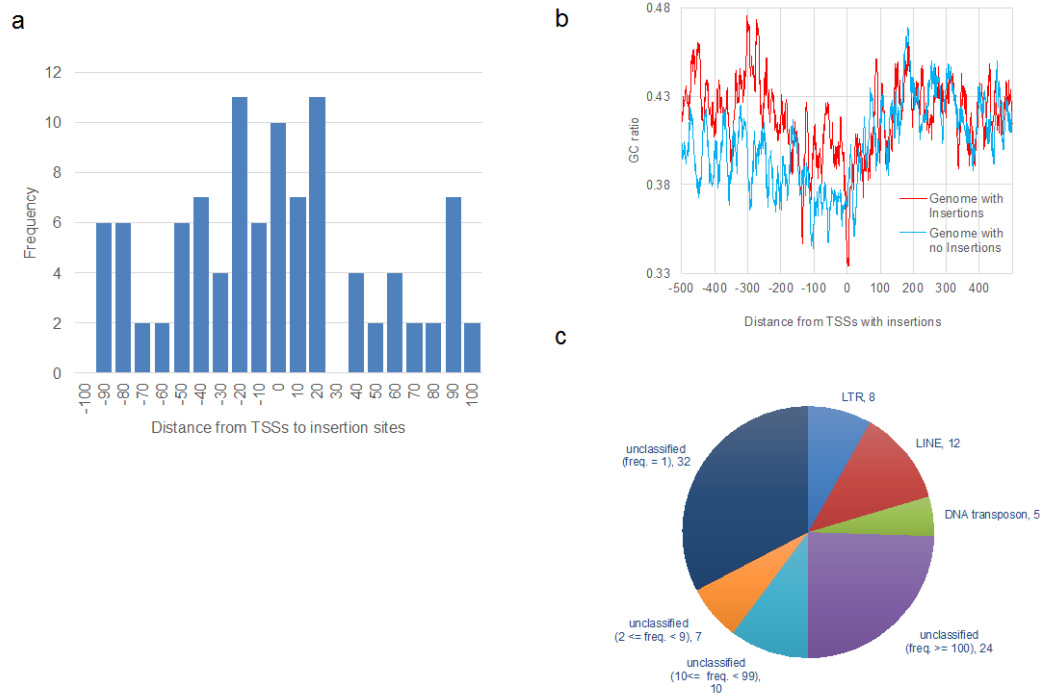 a
12
10
8
6
4
2
0
Frequency
-100
-90
-80
-70
-60
-50
-40
-30
-20
-10
0
10
20
30
40
50
60
70
80
90
100
Distance from TSSs to insertion sites
b
0.48
0.43
0.38
0.33
GC ratio
Genome with
Insertions
Genome with
no Insertions
-500 -400 -300 -200 -100 0 100 200 300 400
Distance from TSSs with insertions
c
LTR, 8
LINE, 12
DNA transposon, 5
unclassified
(freq. >= 100), 24
unclassified
(10<= freq. < 99),
10
unclassified
(2 <= freq. < 9), 7
unclassified
(freq. = 1), 32